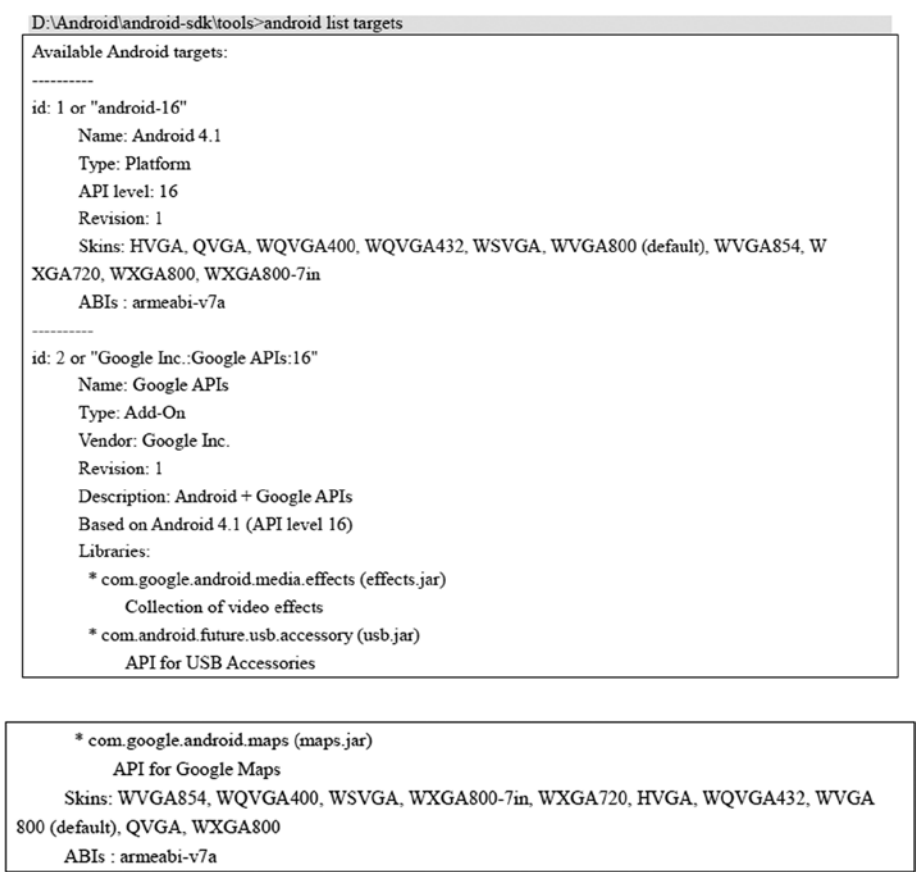 D:\Android\android-sdk\tools>android list targets
Available Android targets:
----------
id: 1 or "android-16"
Name: Android 4.1
Type: Platform
API level: 16
Revision: 1
Skins: HVGA, QVGA, WQVGA400, WQVGA432, WSVGA, WVGA800 (default), WVGA854, W
XGA720, WXGA800, WXGA800-7in
ABIs : armeabi-v7a
----------
id: 2 or "Google Inc.:Google APIs:16"
Name: Google APIs
Type: Add-On
Vendor: Google Inc.
Revision: 1
Description: Android + Google APIs
Based on Android 4.1 (API level 16)
Libraries:
* com.google.android.media.effects (effects.jar)
Collection of video effects
* com.android.future.usb.accessory (usb.jar)
API for USB Accessories
* com.google.android.maps (maps.jar)
API for Google Maps
Skins: WVGA854, WQVGA400, WSVGA, WXGA800-7in, WXGA720, HVGA, WQVGA432, WVGA
800 (default), QVGA, WXGA800
ABIs : armeabi-v7a